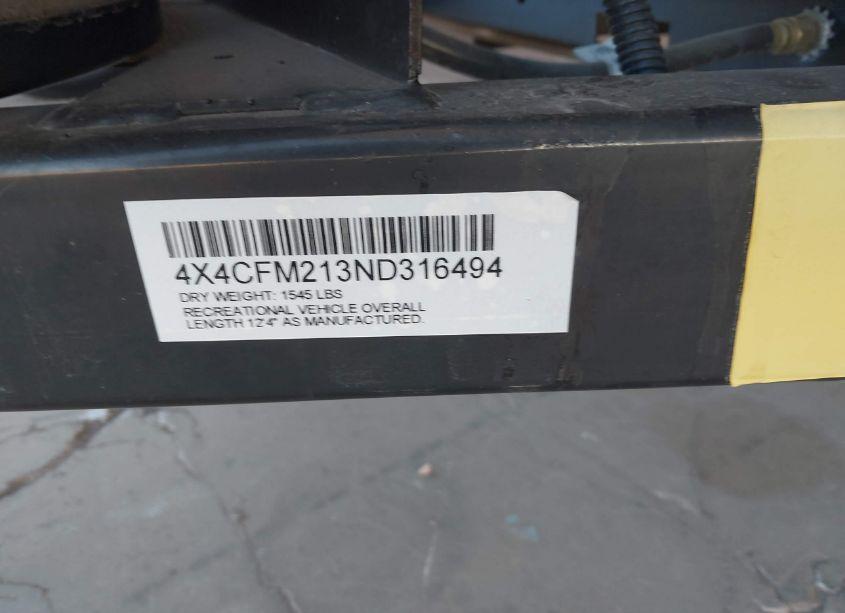 4X4CFM213ND316494
DRY WEIGHT: 1545 LBS
RECREATIONAL VEHICLE OVERALL
LENGTH 12'4" AS MANUFACTURED.